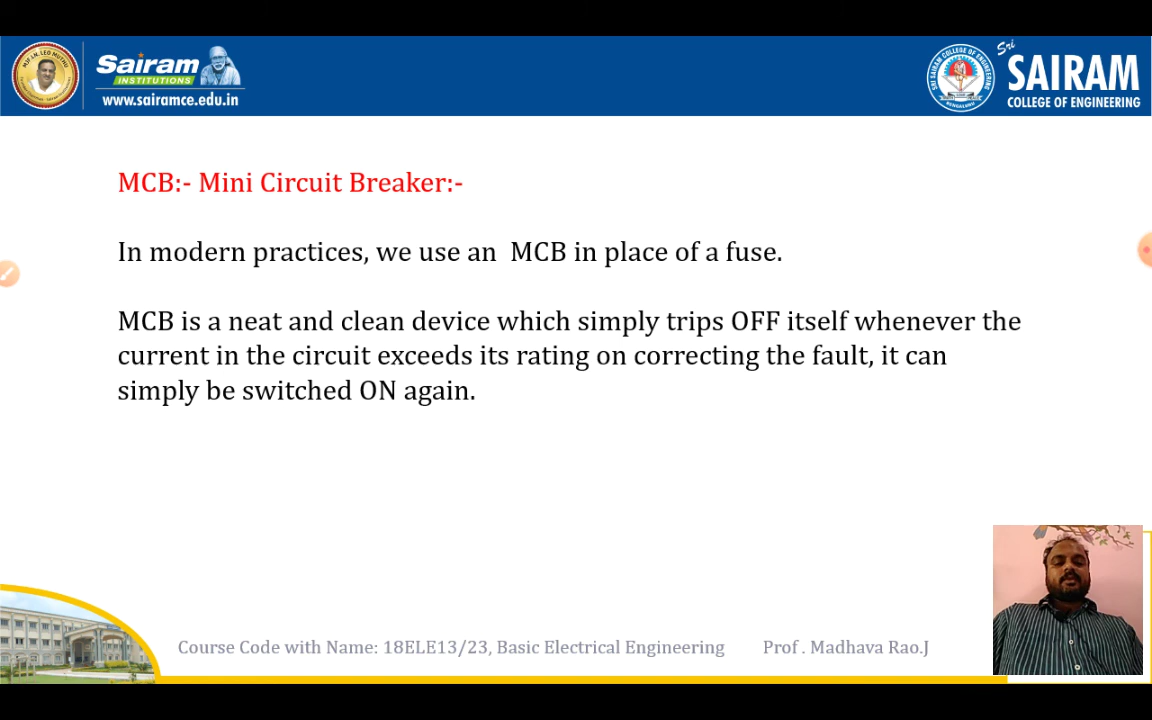 Sairam
INSTITUTIONS
www.sairamce.edu.in
Sri
SAIRAM
COLLEGE OF ENGINEERING
MCB:- Mini Circuit Breaker:-
In modern practices, we use an MCB in place of a fuse.
MCB is a neat and clean device which simply trips OFF itself whenever the
current in the circuit exceeds its rating on correcting the fault, it can
simply be switched ON again.
Course Code with Name: 18ELE13/23, Basic Electrical Engineering Prof . Madhava Rao.J